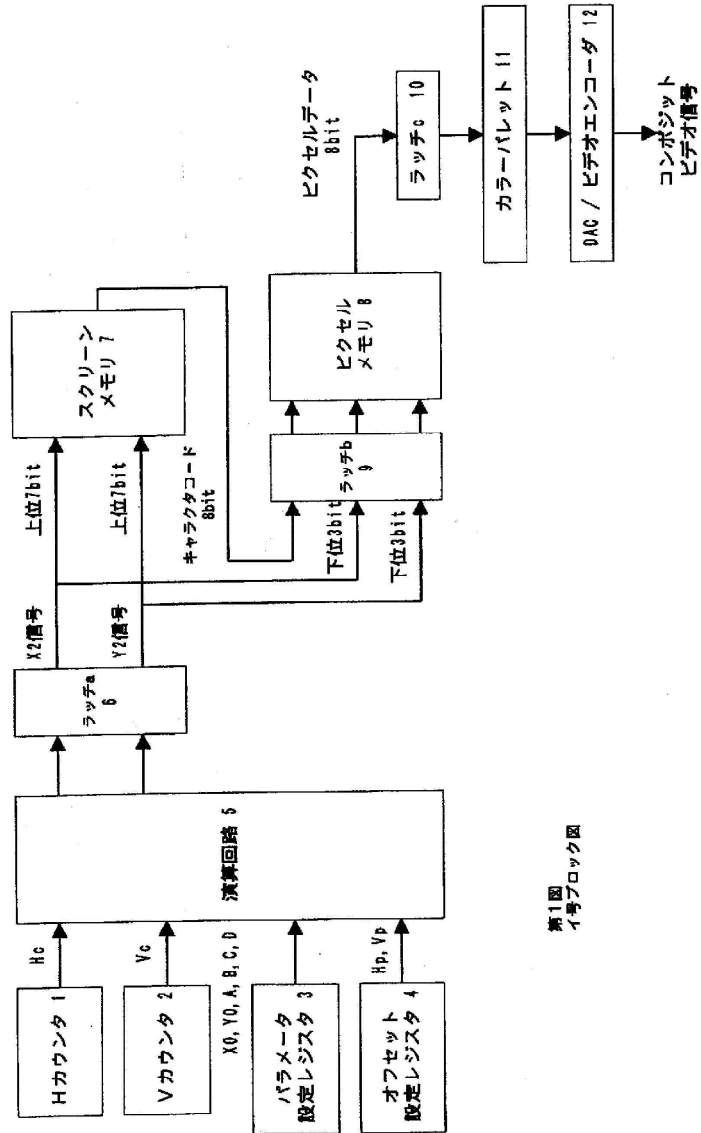 Hカウンタ 1
Hc
Vカウンタ 2
Vc
X0, Y0, A, B, C, D
パラメータ
設定レジスタ 3
オフセット
設定レジスタ 4
Hp, Vp
演算回路 5
ラッチa
6
X2信号
上位7bit
Y2信号
上位7bit
スクリーン
メモリ 7
キャラクタコード
8bit
下位3bit
下位3bit
ラッチb
9
ピクセル
メモリ 8
ピクセルデータ
8bit
ラッチc 10
カラーパレット 11
DAC / ビデオエンコーダ 12
コンポジット
ビデオ信号
第1図
イ号ブロック図